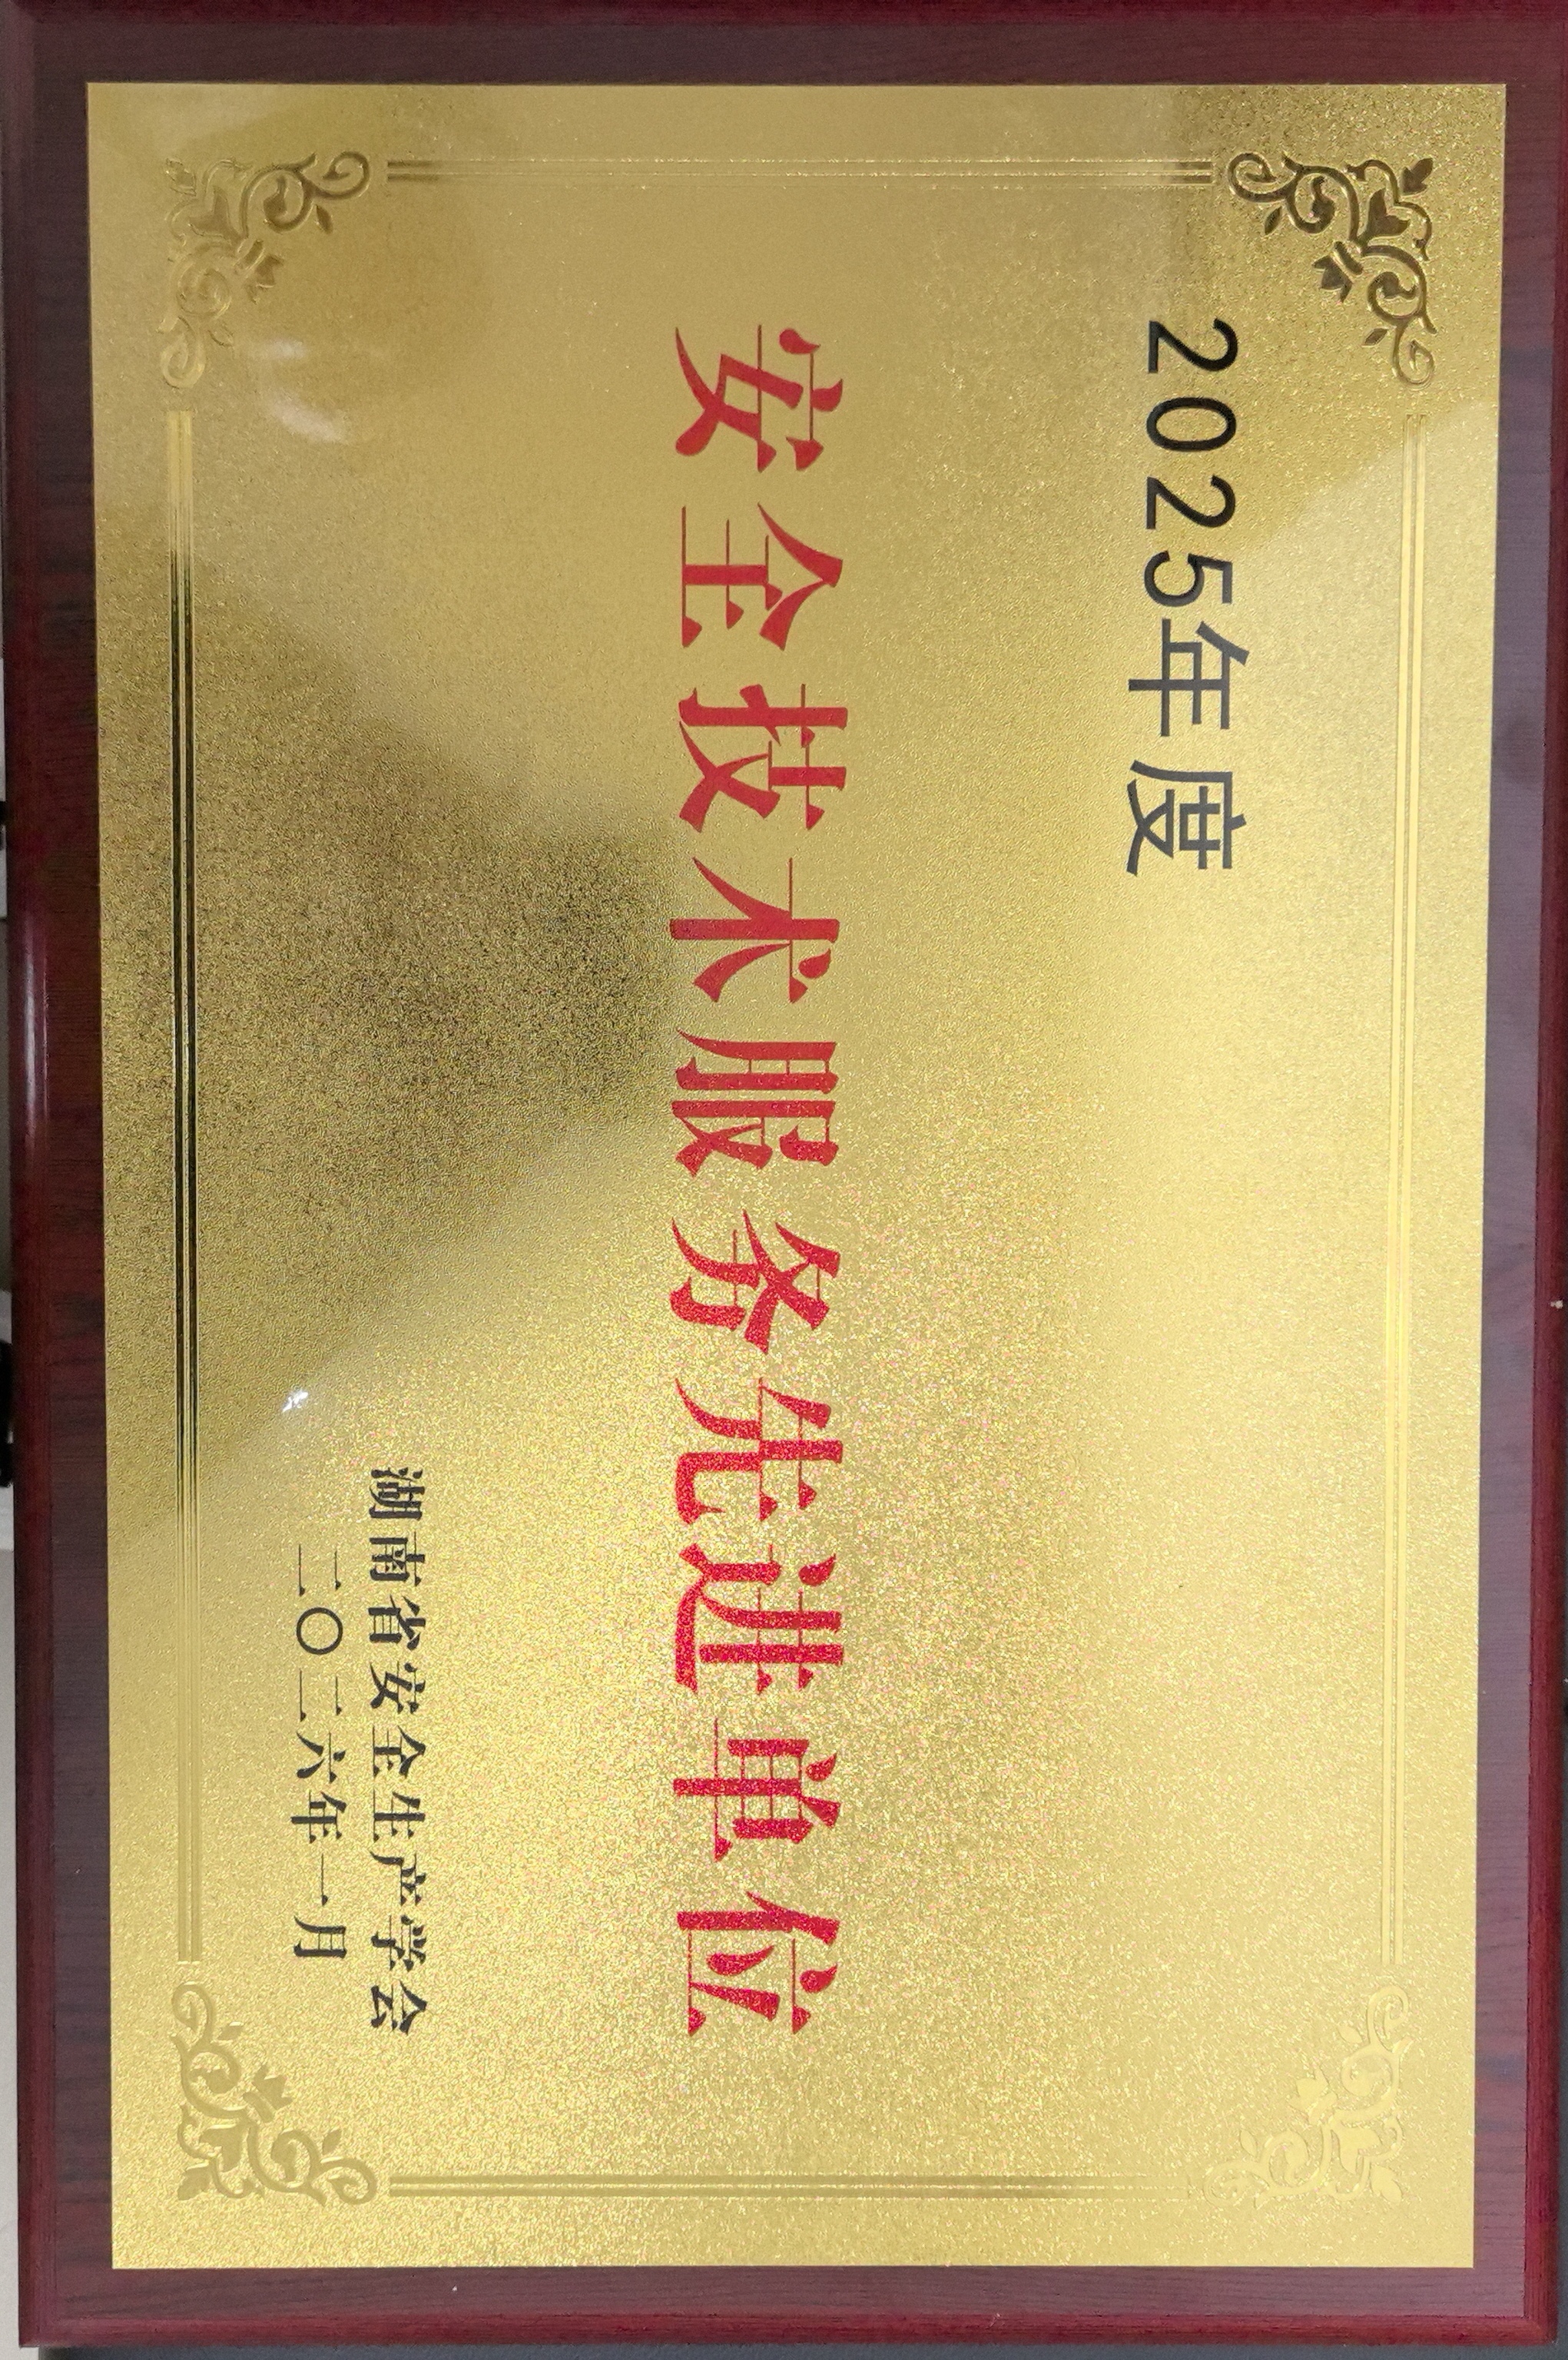 2025年度
安全技术服务先进单位
湖南省安全生产学会
二〇二六年一月